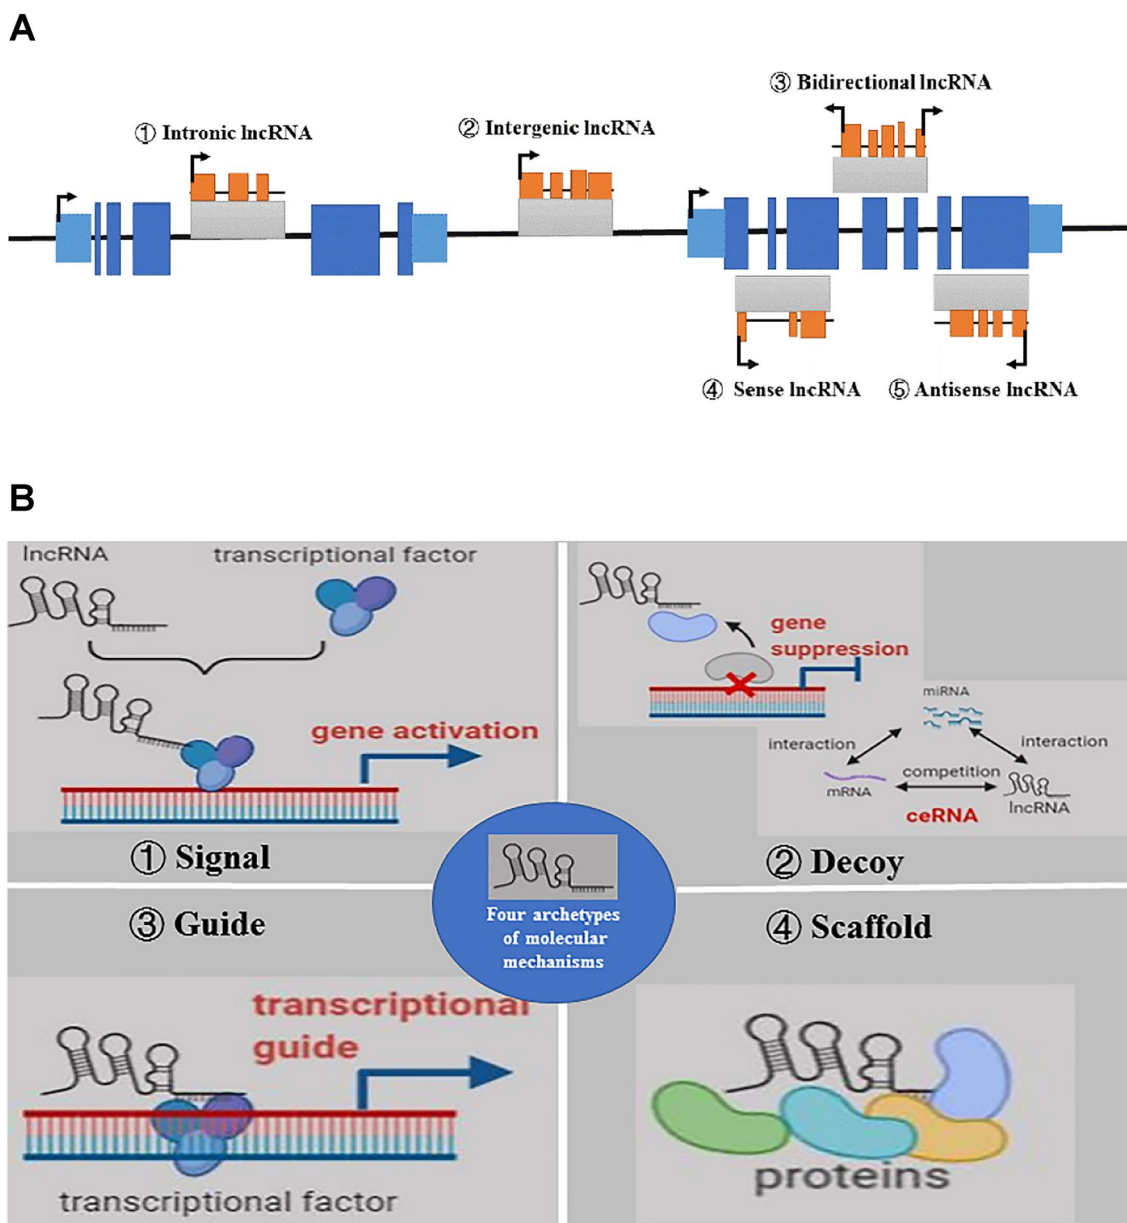 A
① Intronic lncRNA
② Intergenic lncRNA
③ Bidirectional lncRNA
④ Sense lncRNA
⑤ Antisense lncRNA
B
lncRNA
transcriptional factor
gene activation
① Signal
gene
suppression
miRNA
interaction
interaction
mRNA
competition
lncRNA
ceRNA
② Decoy
Four archetypes
of molecular
mechanisms
③ Guide
transcriptional
guide
transcriptional factor
④ Scaffold
proteins